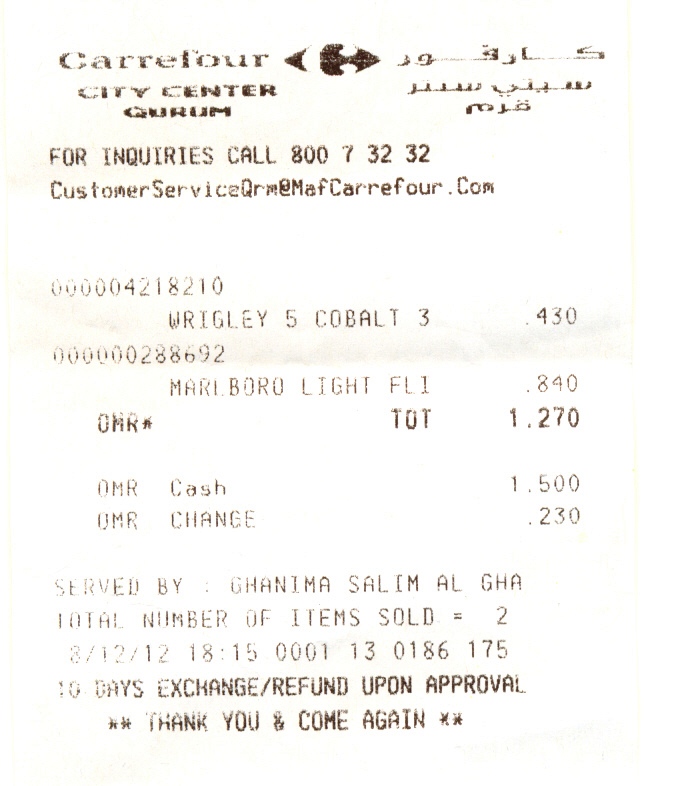 Carrefour كارفور
CITY CENTER سيتي سنتر
QURUM قرم
FOR INQUIRIES CALL 800 7 32 32
CustomerServiceQrm@MafCarrefour.Com
000004218210
WRIGLEY 5 COBALT 3 .430
000000288692
MARLBORO LIGHT FLI .840
OMR* TOT 1.270
OMR Cash 1.500
OMR CHANGE .230
SERVED BY : GHANIMA SALIM AL GHA
TOTAL NUMBER OF ITEMS SOLD = 2
8/12/12 18:15 0001 13 0186 175
10 DAYS EXCHANGE/REFUND UPON APPROVAL
** THANK YOU & COME AGAIN **